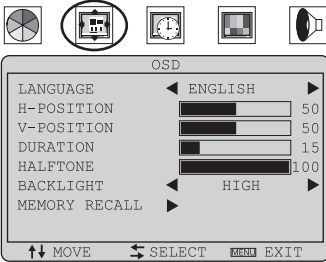 OSD
LANGUAGE ENGLISH
H-POSITION 50
V-POSITION 50
DURATION 15
HALFTONE 100
BACKLIGHT HIGH
MEMORY RECALL
MOVE SELECT MENU EXIT